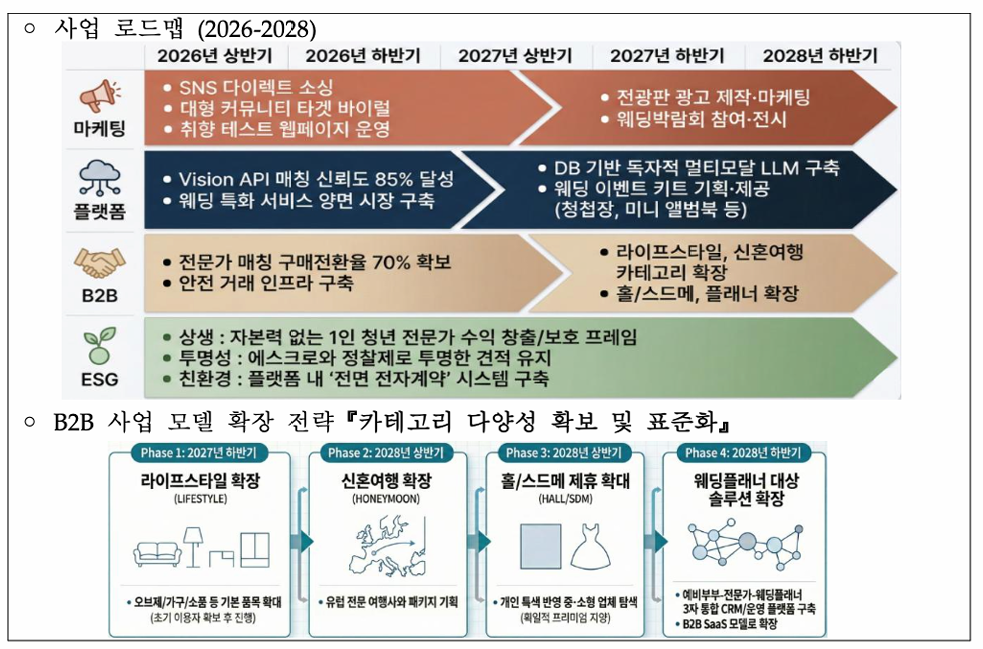 ○ 사업 로드맵 (2026-2028)
2026년 상반기 2026년 하반기 2027년 상반기 2027년 하반기 2028년 하반기
마케팅
• SNS 다이렉트 소싱
• 대형 커뮤니티 타겟 바이럴
• 취향 테스트 웹페이지 운영
• 전광판 광고 제작·마케팅
• 웨딩박람회 참여·전시
플랫폼
• Vision API 매칭 신뢰도 85% 달성
• 웨딩 특화 서비스 양면 시장 구축
• DB 기반 독자적 멀티모달 LLM 구축
• 웨딩 이벤트 키트 기획·제공
(청첩장, 미니 앨범북 등)
B2B
• 전문가 매칭 구매전환율 70% 확보
• 안전 거래 인프라 구축
• 라이프스타일, 신혼여행
카테고리 확장
• 홀/스드메, 플래너 확장
ESG
• 상생 : 자본력 없는 1인 청년 전문가 수익 창출/보호 프레임
• 투명성 : 에스크로와 정찰제로 투명한 견적 유지
• 친환경 : 플랫폼 내 ‘전면 전자계약’ 시스템 구축
○ B2B 사업 모델 확장 전략 『카테고리 다양성 확보 및 표준화』
Phase 1: 2027년 하반기
라이프스타일 확장
(LIFESTYLE)
• 오브제/가구/소품 등 기본 품목 확대
(초기 이용자 확보 후 진행)
Phase 2: 2028년 상반기
신혼여행 확장
(HONEYMOON)
• 유럽 전문 여행사와 패키지 기획
Phase 3: 2028년 상반기
홀/스드메 제휴 확대
(HALL/SDM)
• 개인 특색 반영 중·소형 업체 탐색
(획일적 프리미엄 지양)
Phase 4: 2028년 하반기
웨딩플래너 대상
솔루션 확장
• 예비부부-전문가-웨딩플래너
3자 통합 CRM/운영 플랫폼 구축
• B2B SaaS 모델로 확장